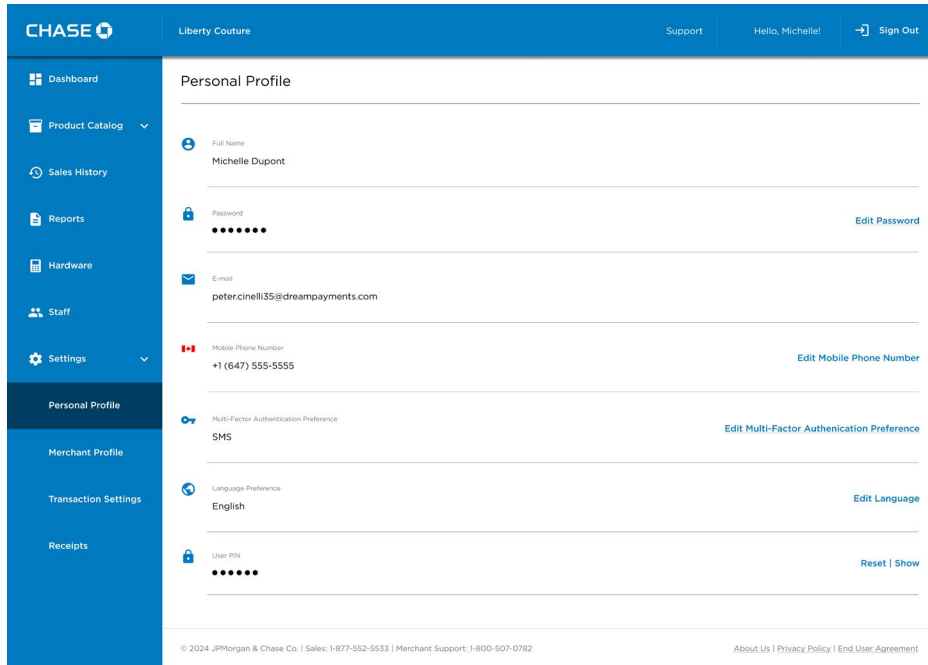 CHASE
Liberty Couture
Support
Hello, Michelle!
Sign Out
Dashboard
Product Catalog
Sales History
Reports
Hardware
Staff
Settings
Personal Profile
Merchant Profile
Transaction Settings
Receipts
Personal Profile
Full Name
Michelle Dupont
Password
•••••••
Edit Password
E-mail
peter.cinelli35@dreampayments.com
Mobile Phone Number
+1 (647) 555-5555
Edit Mobile Phone Number
Multi-Factor Authentication Preference
SMS
Edit Multi-Factor Authenication Preference
Language Preference
English
Edit Language
User PIN
••••••
Reset | Show
© 2024 JPMorgan & Chase Co. | Sales: 1-877-552-5533 | Merchant Support: 1-800-507-0782
About Us | Privacy Policy | End User Agreement